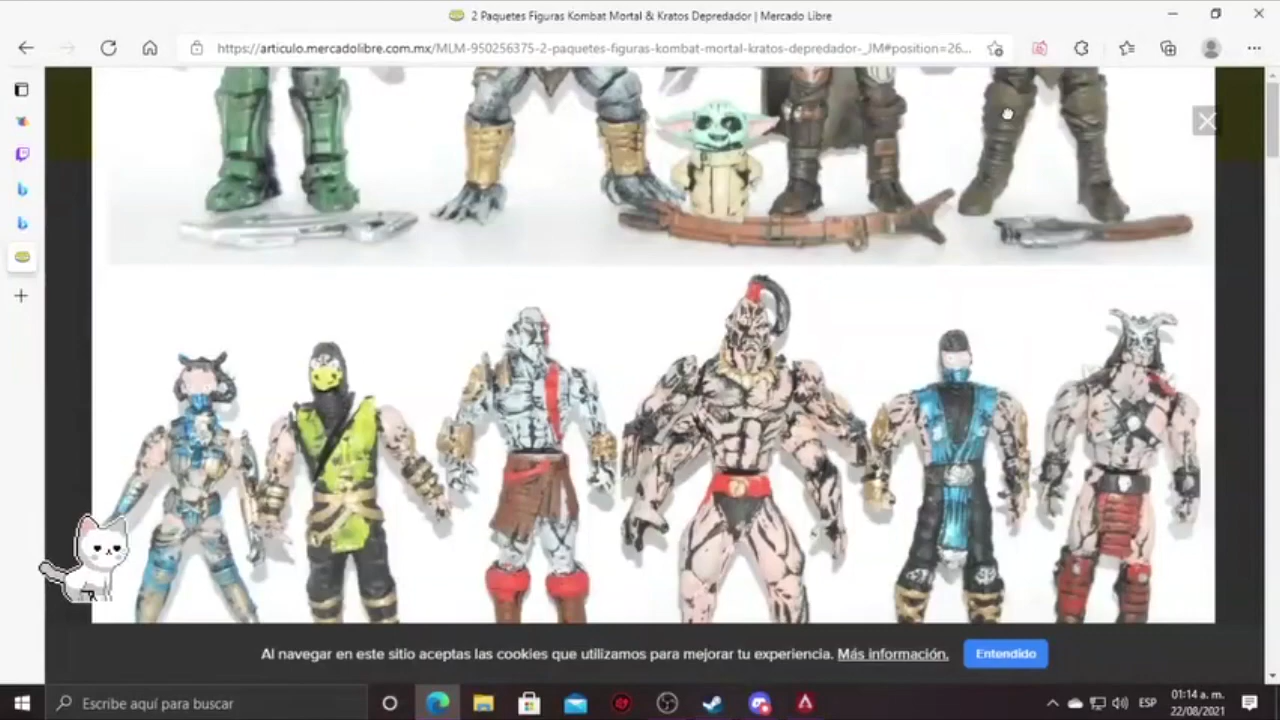 2 Paquetes Figuras Kombat Mortal & Kratos Depredador | Mercado Libre
https://articulo.mercadolibre.com.mx/MLM-950256375-2-paquetes-figuras-kombat-mortal-kratos-depredador-_JM#position=26...
Al navegar en este sitio aceptas las cookies que utilizamos para mejorar tu experiencia. Más información.
Entendido
Escribe aquí para buscar
ESP
01:14 a. m.
22/08/2021